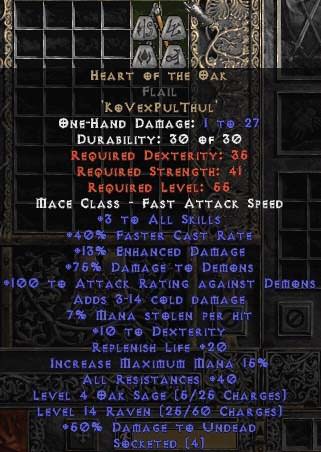 Heart of the Oak
Flail
'KoVexPulThul'
One-Hand Damage: 1 to 27
Durability: 30 of 30
Required Dexterity: 35
Required Strength: 41
Required Level: 55
Mace Class - Fast Attack Speed
+3 to All Skills
+40% Faster Cast Rate
+13% Enhanced Damage
+75% Damage to Demons
+100 to Attack Rating against Demons
Adds 3-14 cold damage
7% Mana stolen per hit
+10 to Dexterity
Replenish Life +20
Increase Maximum Mana 15%
All Resistances +40
Level 4 Oak Sage (5/25 Charges)
Level 14 Raven (25/60 Charges)
+50% Damage to Undead
Socketed (4)